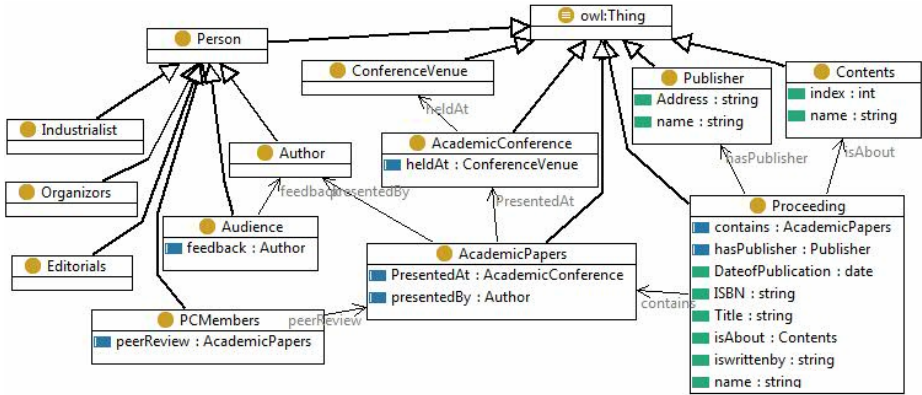 owl:Thing
Person
ConferenceVenue
Publisher
Address : string
name : string
Contents
index : int
name : string
heldAt
Industrialist
Author
AcademicConference
heldAt : ConferenceVenue
hasPublisher
isAbout
Organizors
feedback
presentedBy
PresentedAt
Proceeding
contains : AcademicPapers
hasPublisher : Publisher
DateofPublication : date
ISBN : string
Title : string
isAbout : Contents
iswrittenby : string
name : string
Audience
feedback : Author
AcademicPapers
PresentedAt : AcademicConference
presentedBy : Author
Editorials
contains
PCMembers
peerReview : AcademicPapers
peerReview